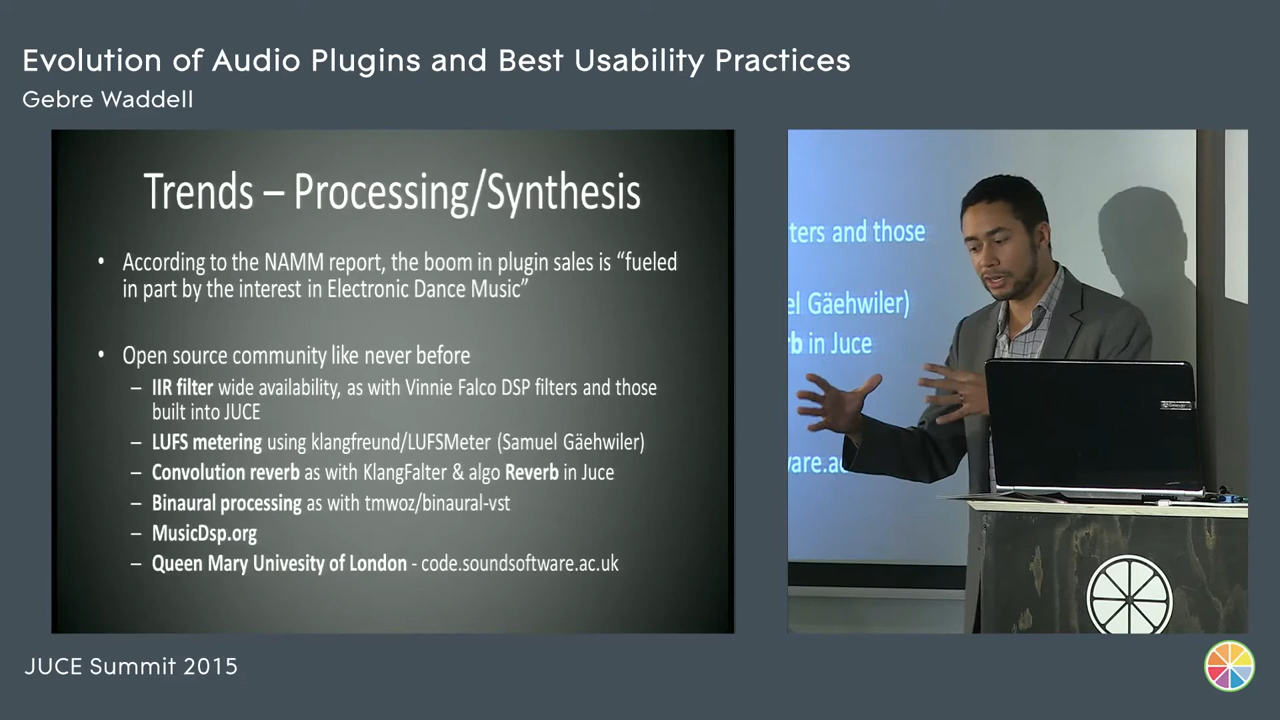 Evolution of Audio Plugins and Best Usability Practices
Gebre Waddell
Trends – Processing/Synthesis
• According to the NAMM report, the boom in plugin sales is “fueled
in part by the interest in Electronic Dance Music”
• Open source community like never before
– IIR filter wide availability, as with Vinnie Falco DSP filters and those
built into JUCE
– LUFS metering using klangfreund/LUFSMeter (Samuel Gäehwiler)
– Convolution reverb as with KlangFalter & algo Reverb in Juce
– Binaural processing as with tmwoz/binaural-vst
– MusicDsp.org
– Queen Mary Univesity of London - code.soundsoftware.ac.uk
ters and those
el Gäehwiler)
rb in Juce
are.ac
JUCE Summit 2015